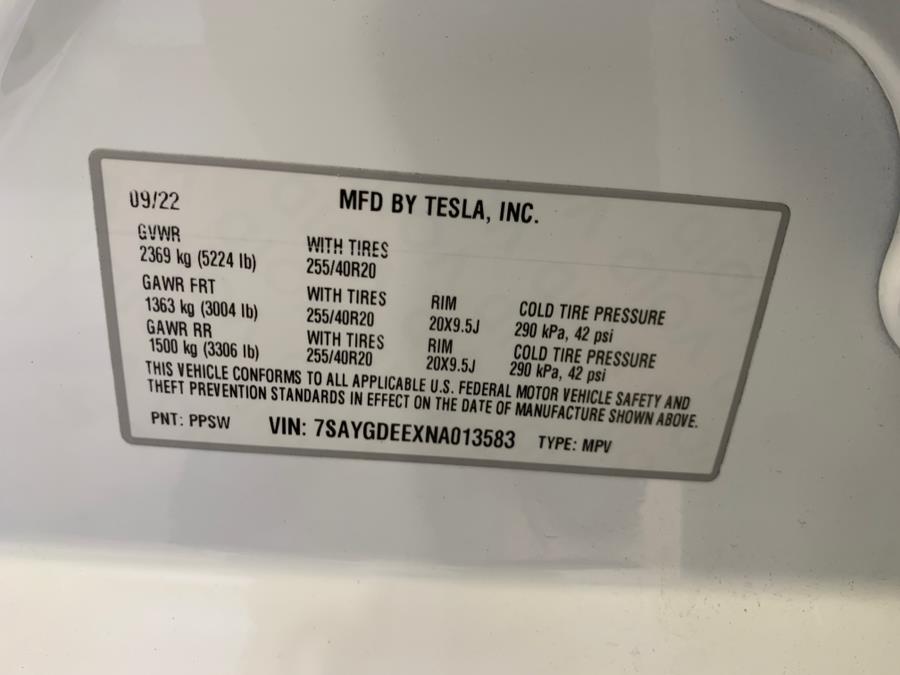 09/22 MFD BY TESLA, INC.
GVWR
2369 kg (5224 lb)
WITH TIRES
255/40R20
GAWR FRT
1363 kg (3004 lb)
WITH TIRES
255/40R20
RIM
20X9.5J
COLD TIRE PRESSURE
290 kPa, 42 psi
GAWR RR
1500 kg (3306 lb)
WITH TIRES
255/40R20
RIM
20X9.5J
COLD TIRE PRESSURE
290 kPa, 42 psi
THIS VEHICLE CONFORMS TO ALL APPLICABLE U.S. FEDERAL MOTOR VEHICLE SAFETY AND
THEFT PREVENTION STANDARDS IN EFFECT ON THE DATE OF MANUFACTURE SHOWN ABOVE.
PNT: PPSW VIN: 7SAYGDEEXNA013583 TYPE: MPV